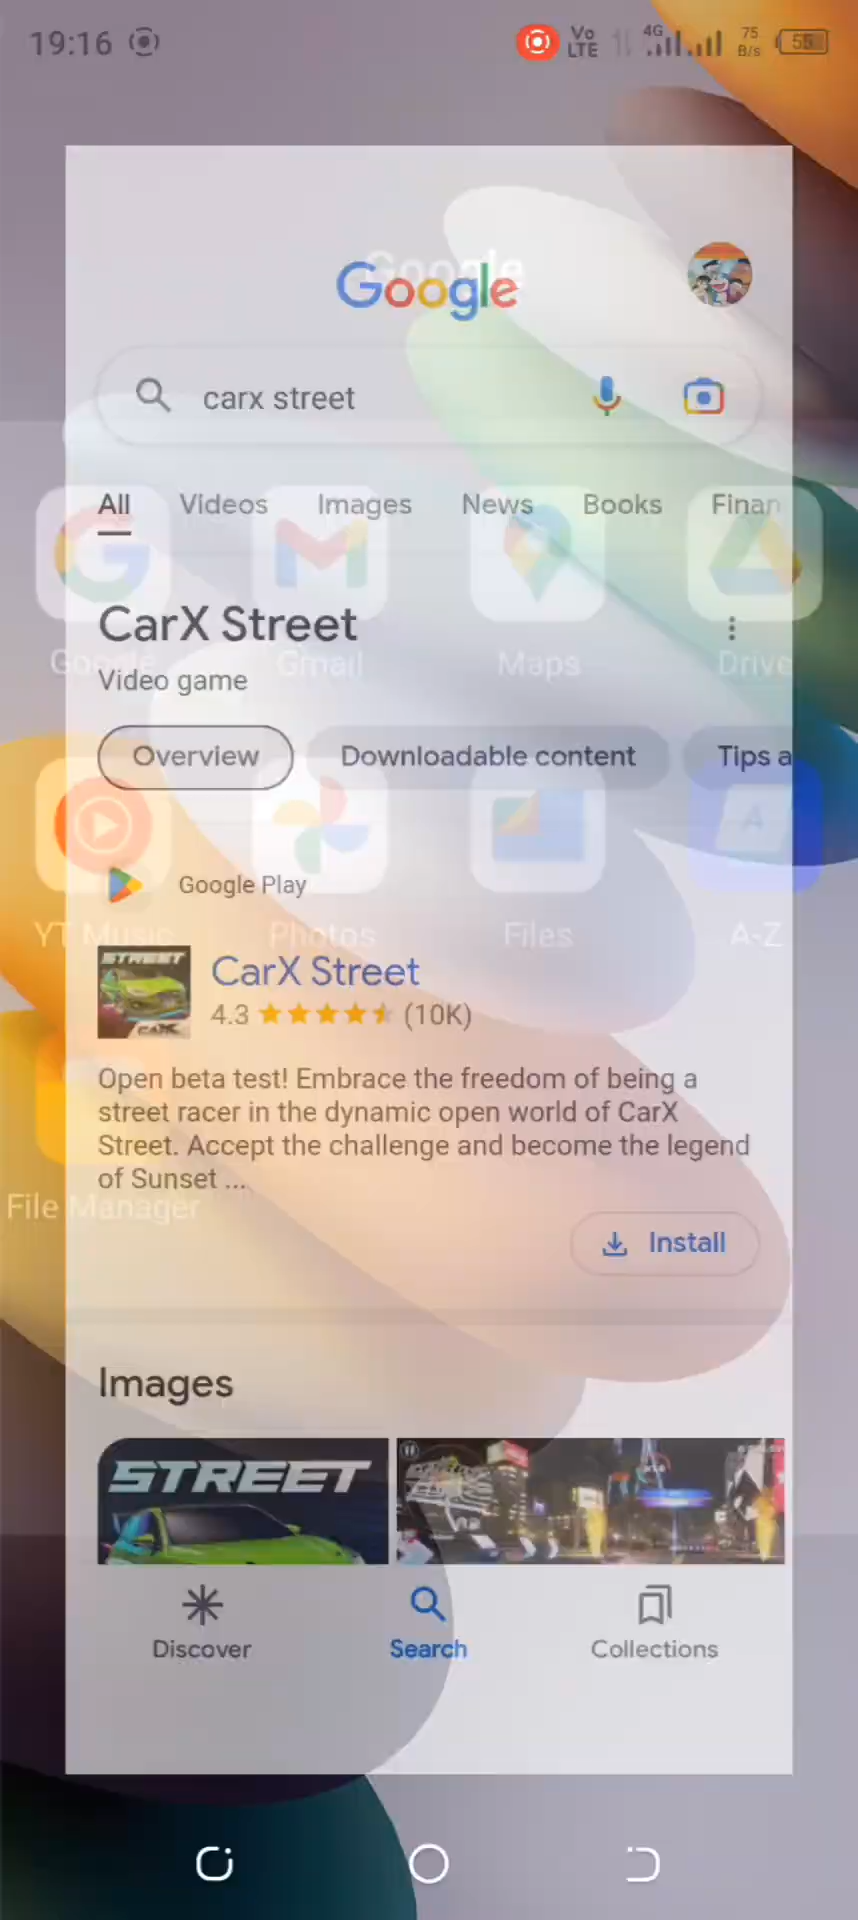 19:16
Vo
LTE
4G
75
B/s
55
Google
Google
carx street
All Videos Images News Books Finan
CarX Street
Google Gmail Maps Drive
Video game
Overview Downloadable content Tips a
Google Play
YT Music Photos Files A-Z
STREET
CarX Street
4.3 (10K)
Open beta test! Embrace the freedom of being a
street racer in the dynamic open world of CarX
Street. Accept the challenge and become the legend
of Sunset ...
File Manager
Install
Images
STREET
Discover Search Collections